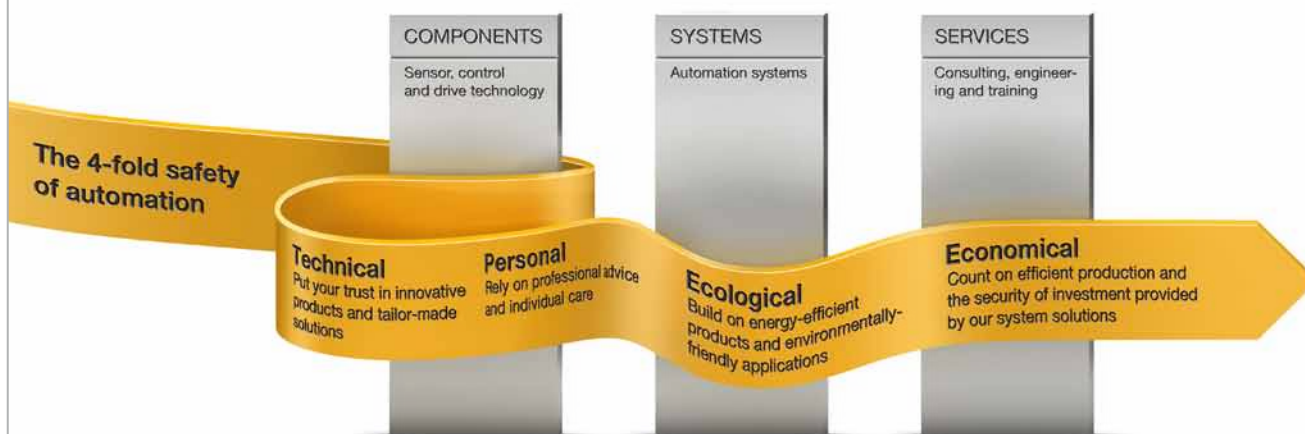 COMPONENTS
Sensor, control
and drive technology
SYSTEMS
Automation systems
SERVICES
Consulting, engineer-
ing and training
The 4-fold safety
of automation
Technical
Put your trust in innovative
products and tailor-made
solutions
Personal
Rely on professional advice
and individual care
Ecological
Build on energy-efficient
products and environmentally-
friendly applications
Economical
Count on efficient production and
the security of investment provided
by our system solutions